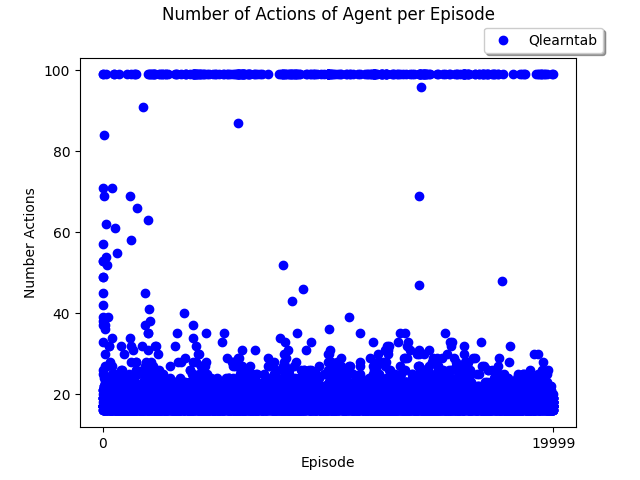 Number of Actions of Agent per Episode
Qlearntab
100
80
60
40
20
Number Actions
0
19999
Episode